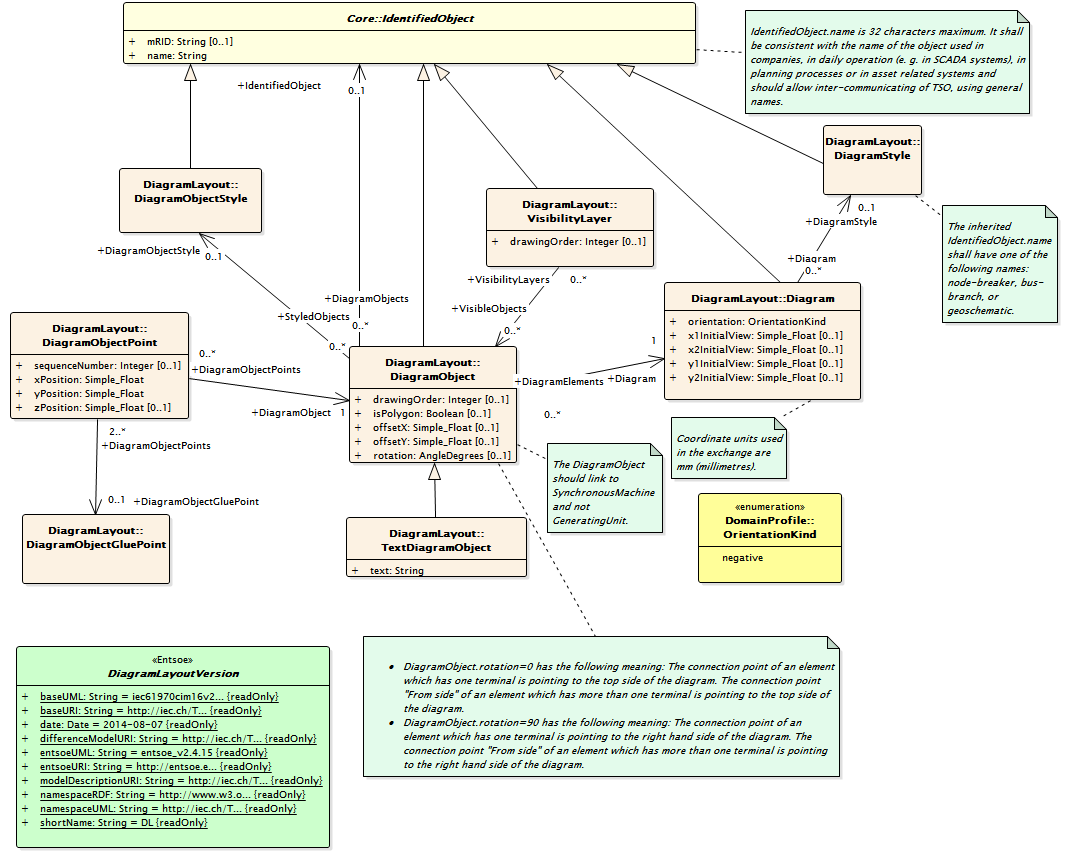 Core::IdentifiedObject
+ mRID: String [0..1]
+ name: String
IdentifiedObject.name is 32 characters maximum. It shall
be consistent with the name of the object used in
companies, in daily operation (e. g. in SCADA systems), in
planning processes or in asset related systems and
should allow inter-communicating of TSO, using general
names.
+IdentifiedObject
0..1
DiagramLayout::
DiagramStyle
DiagramLayout::
DiagramObjectStyle
DiagramLayout::
VisibilityLayer
+ drawingOrder: Integer [0..1]
0..1
+DiagramStyle
The inherited
IdentifiedObject.name
shall have one of the
following names:
node-breaker, bus-
branch, or
geoschematic.
+DiagramObjectStyle
0..1
+Diagram
0..*
+VisibilityLayers
0..*
+DiagramObjects
+StyledObjects
0..*
+VisibleObjects
0..*
DiagramLayout::Diagram
+ orientation: OrientationKind
+ x1InitialView: Simple_Float [0..1]
+ x2InitialView: Simple_Float [0..1]
+ y1InitialView: Simple_Float [0..1]
+ y2InitialView: Simple_Float [0..1]
DiagramLayout::
DiagramObjectPoint
+ sequenceNumber: Integer [0..1]
+ xPosition: Simple_Float
+ yPosition: Simple_Float
+ zPosition: Simple_Float [0..1]
0..*
+DiagramObjectPoints
0..*
DiagramLayout::
DiagramObject
+ drawingOrder: Integer [0..1]
+ isPolygon: Boolean [0..1]
+ offsetX: Simple_Float [0..1]
+ offsetY: Simple_Float [0..1]
+ rotation: AngleDegrees [0..1]
1
+DiagramElements
+Diagram
0..*
+DiagramObject
1
2..*
+DiagramObjectPoints
Coordinate units used
in the exchange are
mm (millimetres).
The DiagramObject
should link to
SynchronousMachine
and not
GeneratingUnit.
0..1
+DiagramObjectGluePoint
DiagramLayout::
DiagramObjectGluePoint
DiagramLayout::
TextDiagramObject
+ text: String
«enumeration»
DomainProfile::
OrientationKind
negative
«Entsoe»
DiagramLayoutVersion
+ baseUML: String = iec61970cim16v2... {readOnly}
+ baseURI: String = http://iec.ch/T... {readOnly}
+ date: Date = 2014-08-07 {readOnly}
+ differenceModelURI: String = http://iec.ch/T... {readOnly}
+ entsoeUML: String = entsoe_v2.4.15 {readOnly}
+ entsoeURI: String = http://entsoe.e... {readOnly}
+ modelDescriptionURI: String = http://iec.ch/T... {readOnly}
+ namespaceRDF: String = http://www.w3.o... {readOnly}
+ namespaceUML: String = http://iec.ch/T... {readOnly}
+ shortName: String = DL {readOnly}
• DiagramObject.rotation=0 has the following meaning: The connection point of an element
which has one terminal is pointing to the top side of the diagram. The connection point
"From side" of an element which has more than one terminal is pointing to the top side of
the diagram.
• DiagramObject.rotation=90 has the following meaning: The connection point of an
element which has one terminal is pointing to the right hand side of the diagram. The
connection point "From side" of an element which has more than one terminal is pointing
to the right hand side of the diagram.